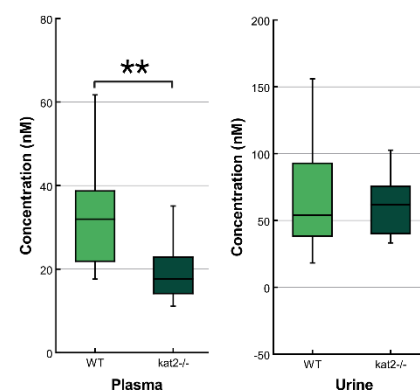 80
60
40
20
0
Concentration (nM)
**
WT kat2-/-
Plasma
200
150
100
50
0
-50
Concentration (nM)
WT kat2-/-
Urine